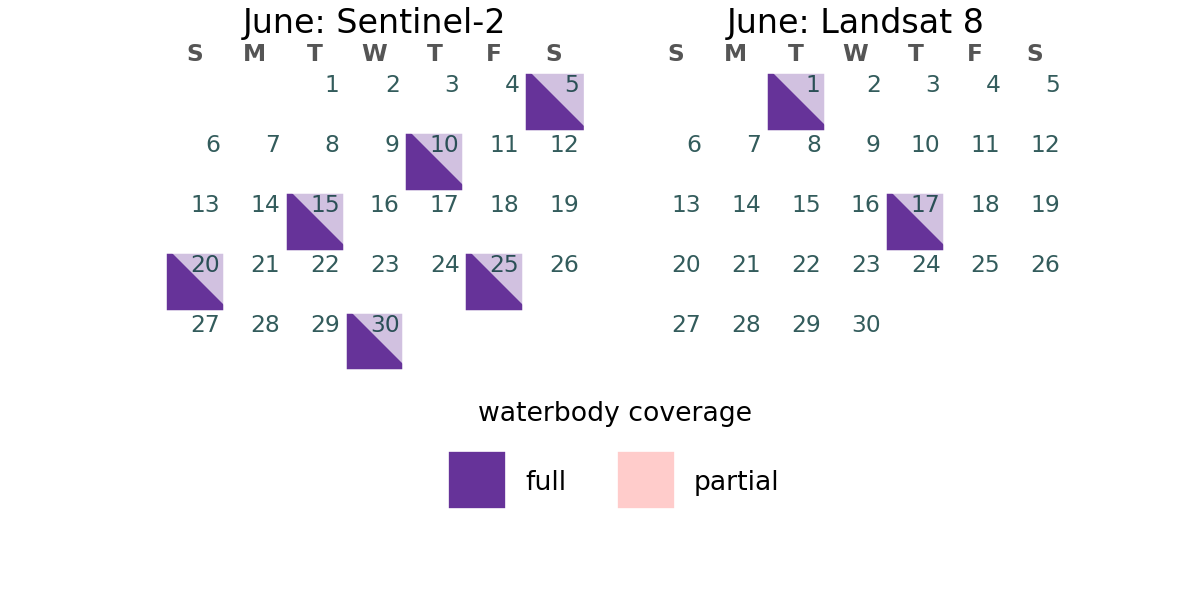 June: Sentinel-2
S M T W T F S
1 2 3 4 5
6 7 8 9 10 11 12
13 14 15 16 17 18 19
20 21 22 23 24 25 26
27 28 29 30
June: Landsat 8
S M T W T F S
1 2 3 4 5
6 7 8 9 10 11 12
13 14 15 16 17 18 19
20 21 22 23 24 25 26
27 28 29 30
waterbody coverage
full partial